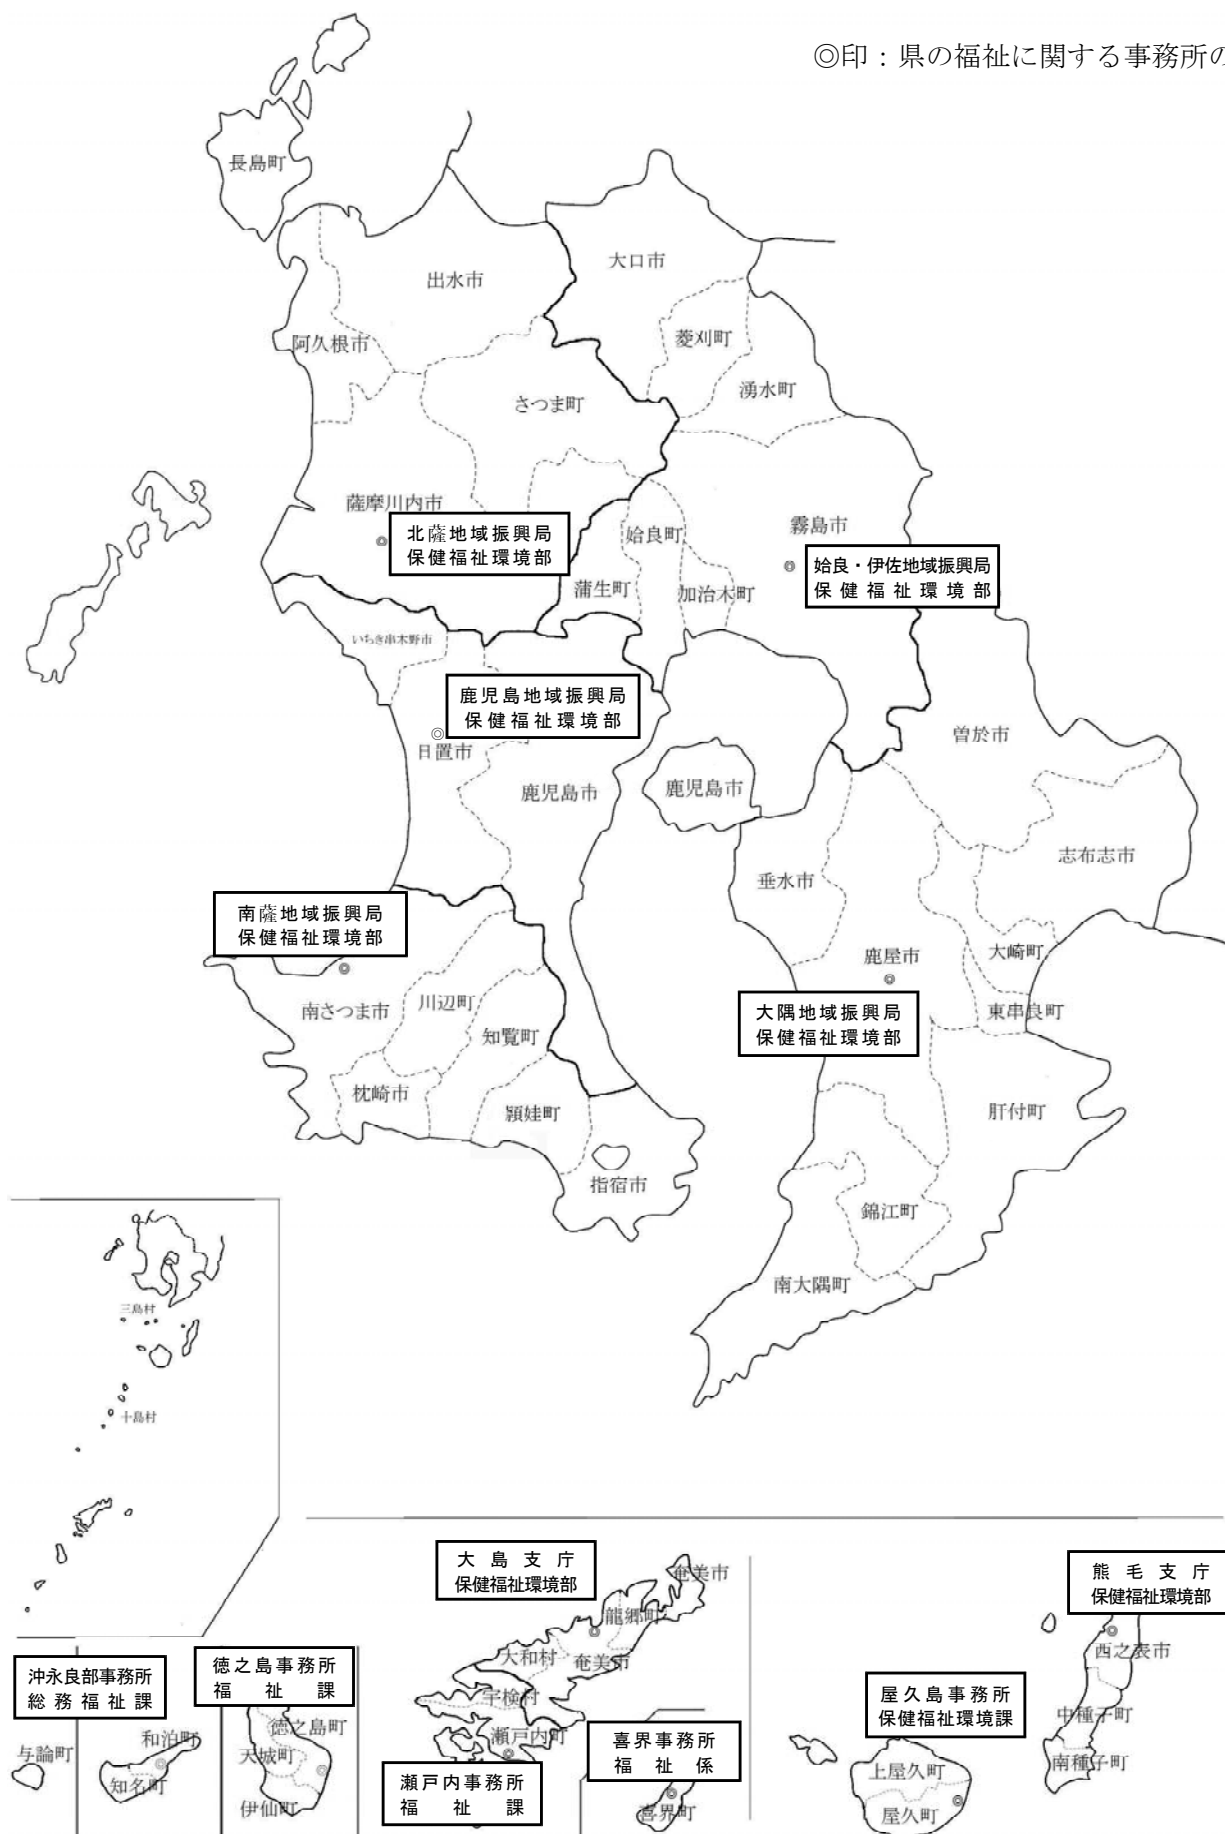 ◎印：県の福祉に関する事務所の
長島町
出水市
大口市
阿久根市
菱刈町
湧水町
さつま町
薩摩川内市
北薩地域振興局
保健福祉環境部
姶良町
霧島市
姶良・伊佐地域振興局
保健福祉環境部
蒲生町
加治木町
いちき串木野市
鹿児島地域振興局
保健福祉環境部
日置市
鹿児島市
鹿児島市
曽於市
志布志市
垂水市
南薩地域振興局
保健福祉環境部
鹿屋市
大崎町
東串良町
大隅地域振興局
保健福祉環境部
南さつま市
川辺町
知覧町
枕崎市
頴娃町
指宿市
肝付町
錦江町
南大隅町
三島村
十島村
大島支庁
保健福祉環境部
奄美市
龍郷町
大和村
奄美市
宇検村
瀬戸内町
瀬戸内事務所
福祉課
喜界事務所
福祉係
喜界町
沖永良部事務所
総務福祉課
和泊町
知名町
与論町
徳之島事務所
福祉課
徳之島町
天城町
伊仙町
熊毛支庁
保健福祉環境部
西之表市
中種子町
南種子町
屋久島事務所
保健福祉環境課
上屋久町
屋久町